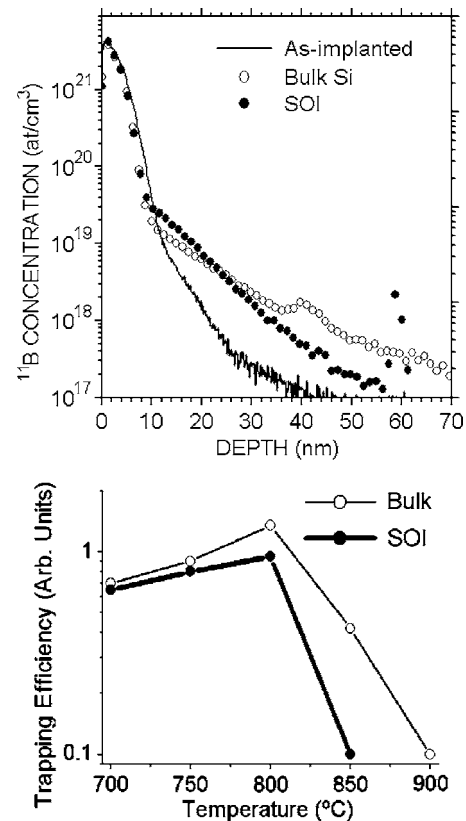 As-implanted
Bulk Si
SOI
¹¹B CONCENTRATION (at/cm³)
10²¹
10²⁰
10¹⁹
10¹⁸
10¹⁷
0 10 20 30 40 50 60 70
DEPTH (nm)
Bulk
SOI
Trapping Efficiency (Arb. Units)
1
0.1
700 750 800 850 900
Temperature (ºC)